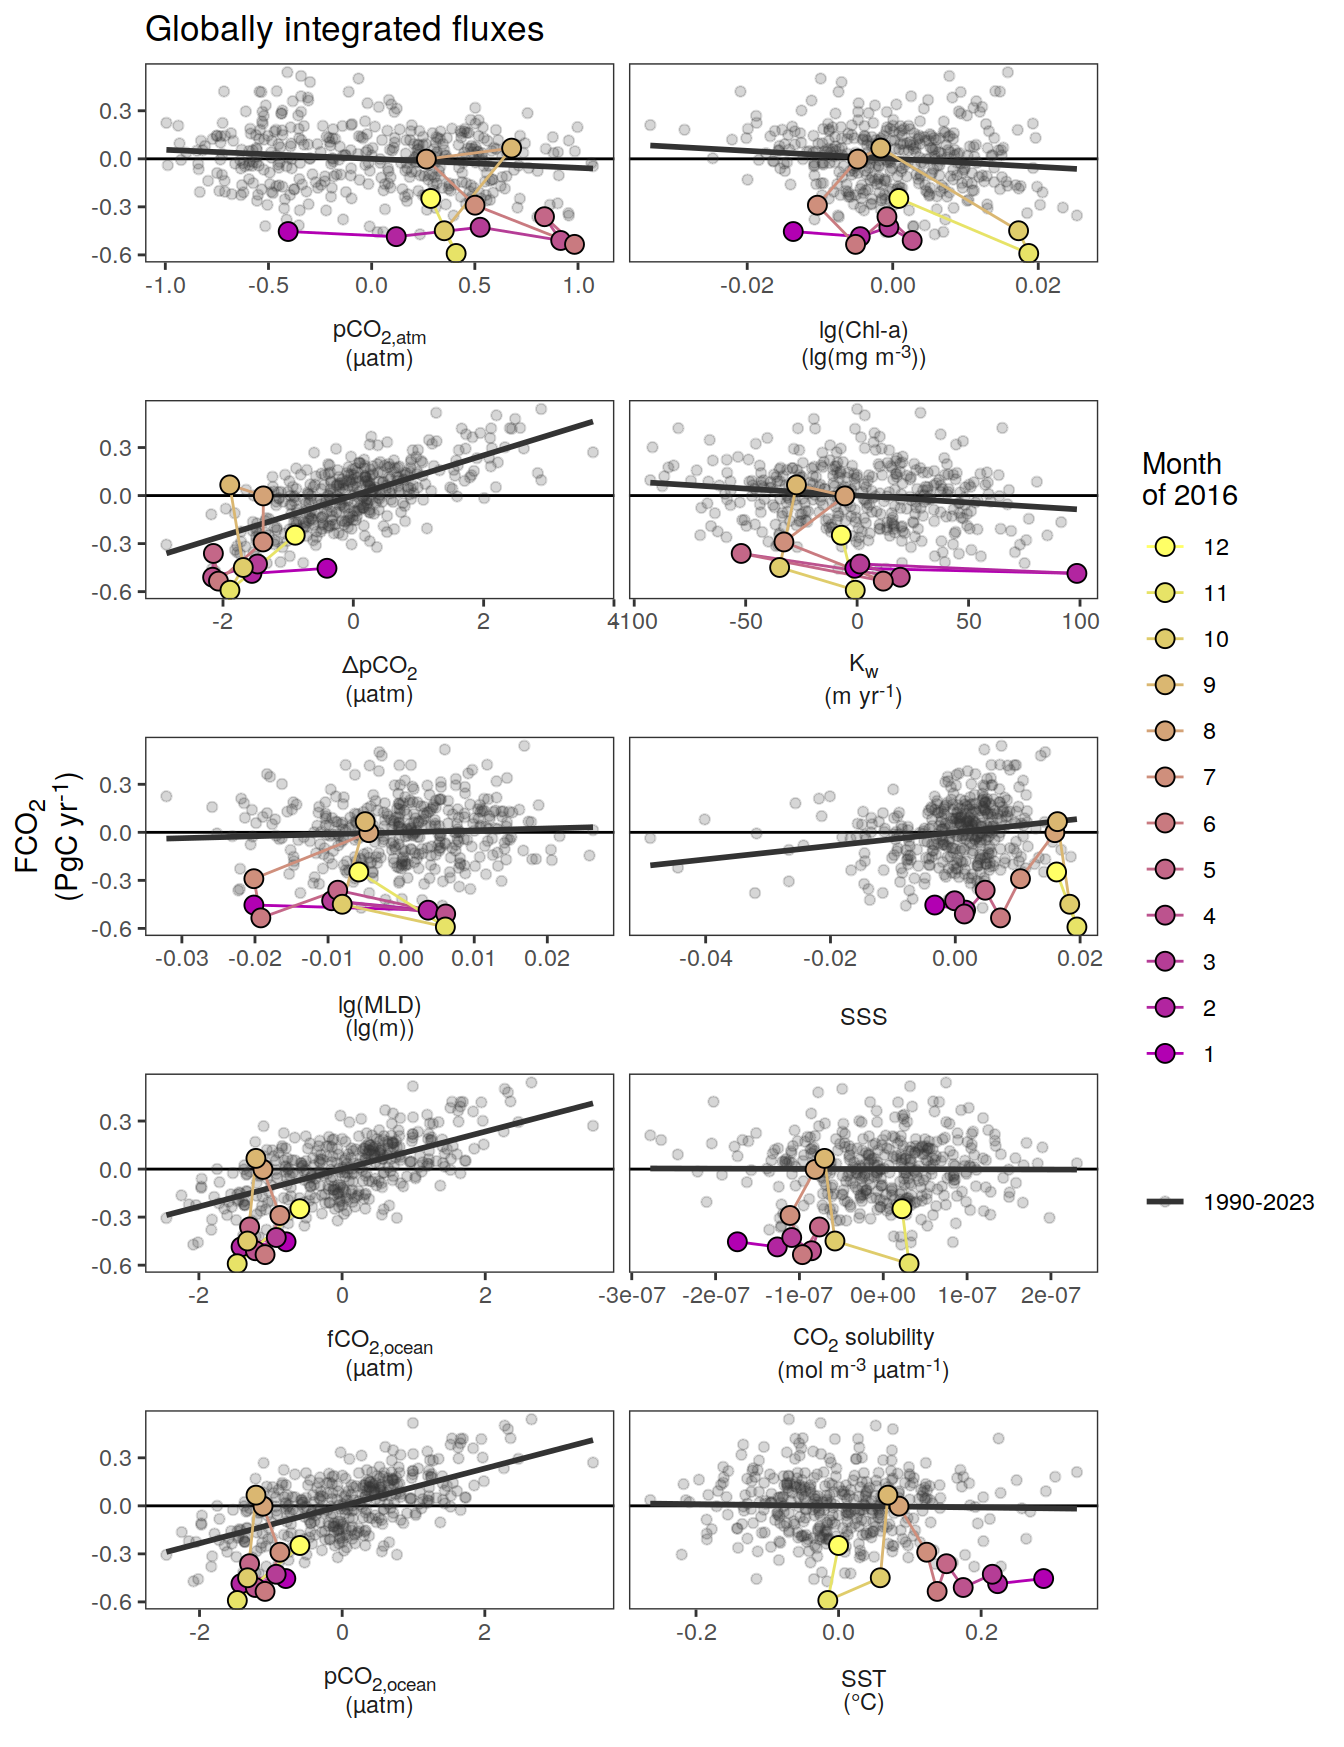 Globally integrated fluxes
0.3
0.0
-0.3
-0.6
-1.0 -0.5 0.0 0.5 1.0
-0.02 0.00 0.02
pCO2,atm
(µatm)
lg(Chl-a)
(lg(mg m-3))
0.3
0.0
-0.3
-0.6
-2 0 2 4
-100 -50 0 50 100
ΔpCO2
(µatm)
Kw
(m yr-1)
FCO2
(PgC yr-1)
0.3
0.0
-0.3
-0.6
-0.03 -0.02 -0.01 0.00 0.01 0.02
-0.04 -0.02 0.00 0.02
lg(MLD)
(lg(m))
SSS
0.3
0.0
-0.3
-0.6
-2 0 2
-3e-07 -2e-07 -1e-07 0e+00 1e-07 2e-07
fCO2,ocean
(µatm)
CO2 solubility
(mol m-3 µatm-1)
0.3
0.0
-0.3
-0.6
-2 0 2
-0.2 0.0 0.2
pCO2,ocean
(µatm)
SST
(°C)
Month
of 2016
12
11
10
9
8
7
6
5
4
3
2
1
1990-2023